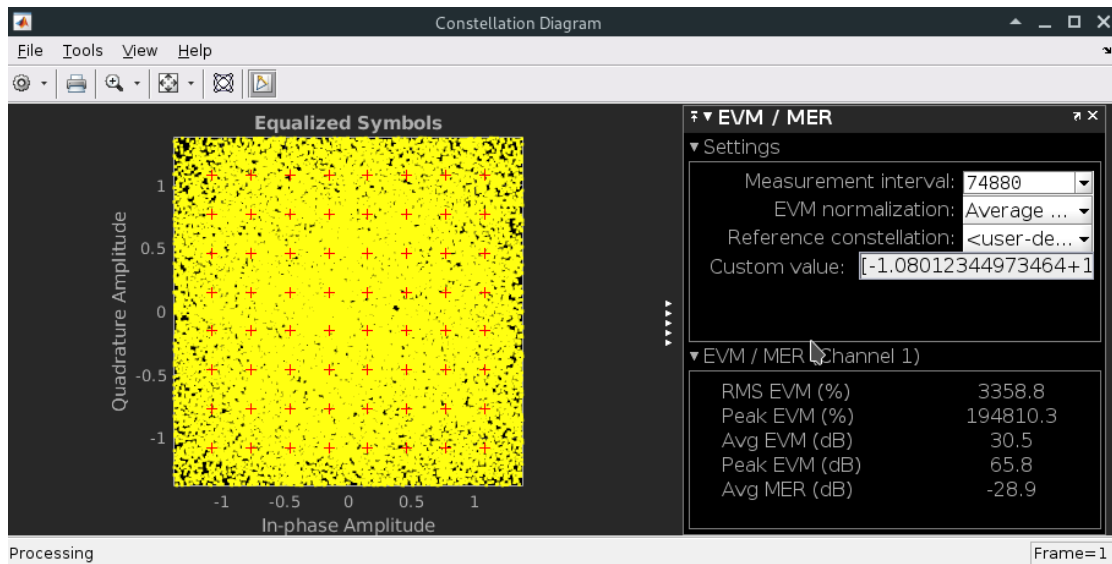 Constellation Diagram
File Tools View Help
Equalized Symbols
1
0.5
0
-0.5
-1
Quadrature Amplitude
-1 -0.5 0 0.5 1
In-phase Amplitude
EVM / MER
Settings
Measurement interval: 74880
EVM normalization: Average ...
Reference constellation: <user-de...
Custom value: [-1.08012344973464+1
EVM / MER (Channel 1)
RMS EVM (%) 3358.8
Peak EVM (%) 194810.3
Avg EVM (dB) 30.5
Peak EVM (dB) 65.8
Avg MER (dB) -28.9
Processing Frame=1